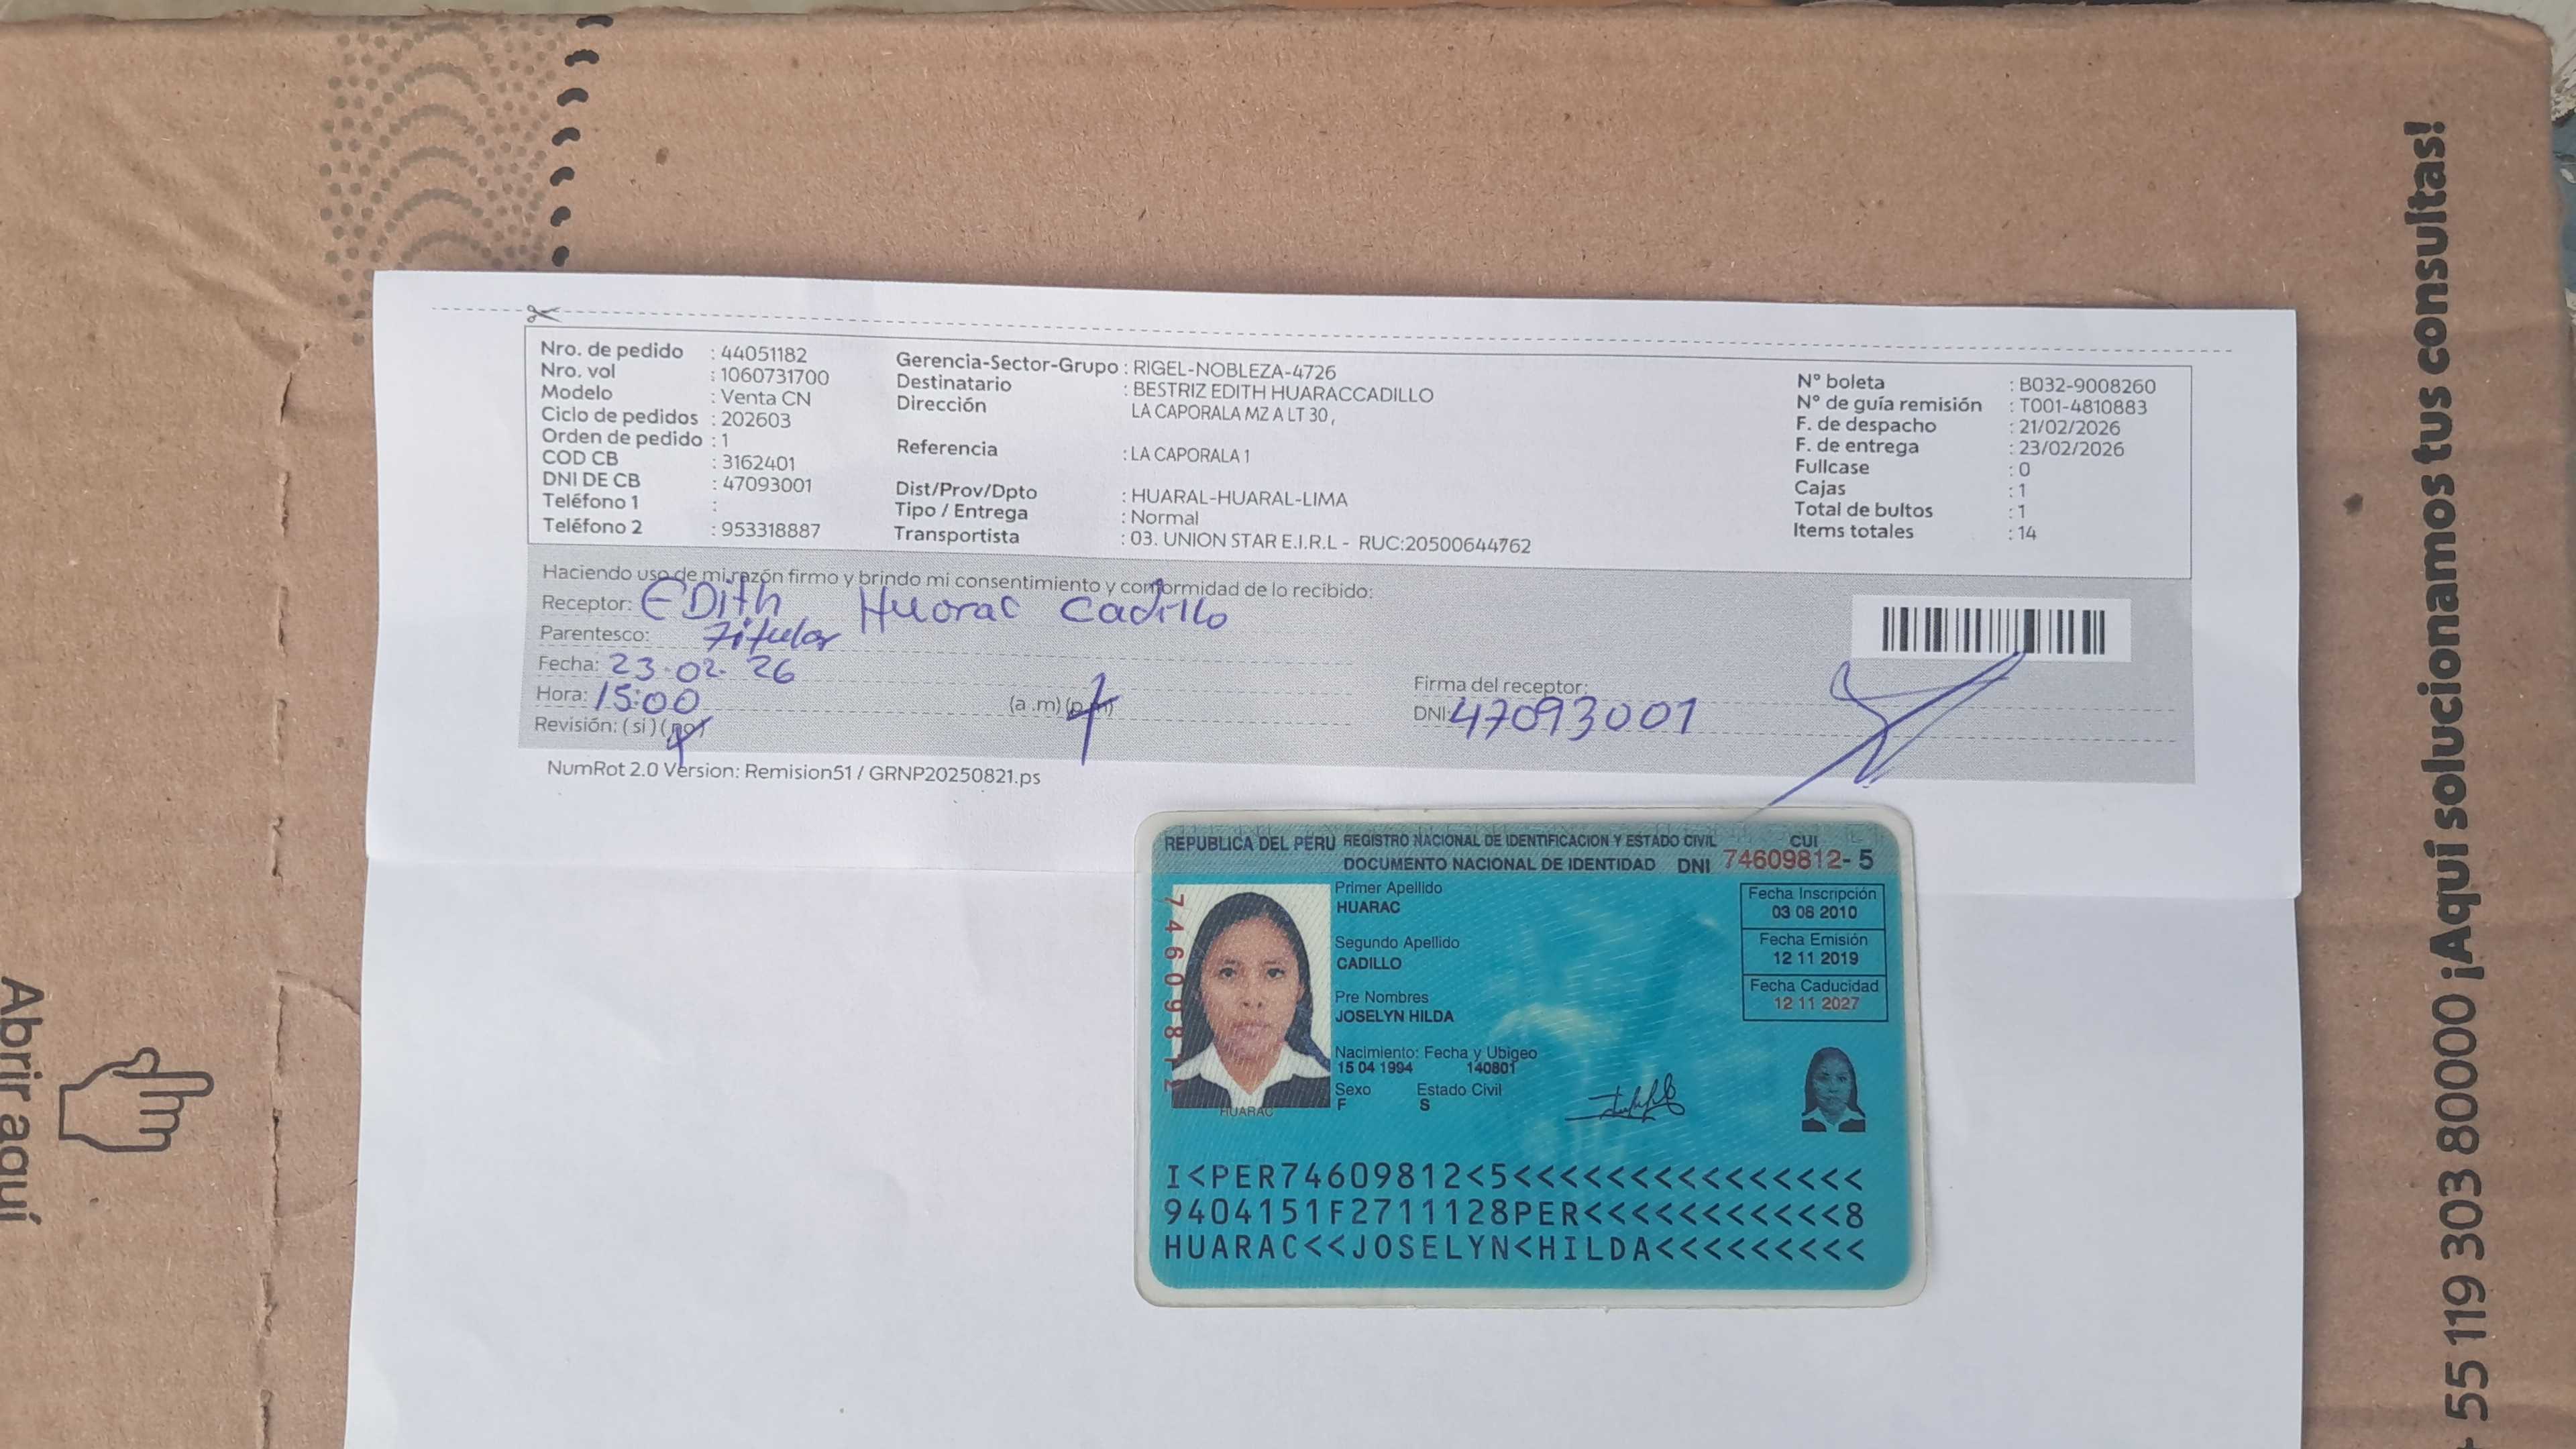 Nro. de pedido : 44051182
Nro. vol : 1060731700
Modelo : Venta CN
Ciclo de pedidos : 202603
Orden de pedido : 1
COD CB : 3162401
DNI DE CB : 47093001
Teléfono 1 :
Teléfono 2 : 953318887
Gerencia-Sector-Grupo : RIGEL-NOBLEZA-4726
Destinatario : BESTRIZ EDITH HUARACCADILLO
Dirección LA CAPORALA MZ A LT 30 ,
Referencia : LA CAPORALA 1
Dist/Prov/Dpto : HUARAL-HUARAL-LIMA
Tipo / Entrega : Normal
Transportista : 03. UNION STAR E.I.R.L - RUC:20500644762
N° boleta : B032-9008260
N° de guía remisión : T001-4810883
F. de despacho : 21/02/2026
F. de entrega : 23/02/2026
Fullcase : 0
Cajas : 1
Total de bultos : 1
Items totales : 14
Haciendo uso de mi razón firmo y brindo mi consentimiento y conformidad de lo recibido:
Receptor: EDith Huarac Cadillo
Parentesco: Titular
Fecha: 23-02-26
Hora: 15:00 (a .m) (p.m)
Revisión: ( si ) ( no )
Firma del receptor:
DNI: 47093001
NumRot 2.0 Version: Remision51 / GRNP20250821.ps
REPUBLICA DEL PERU REGISTRO NACIONAL DE IDENTIFICACION Y ESTADO CIVIL CUI
DOCUMENTO NACIONAL DE IDENTIDAD DNI 74609812-5
74609812
Primer Apellido
HUARAC
Segundo Apellido
CADILLO
Pre Nombres
JOSELYN HILDA
Nacimiento: Fecha y Ubigeo
15 04 1994 140801
Sexo Estado Civil
F S
HUARAC
Fecha Inscripción
03 08 2010
Fecha Emisión
12 11 2019
Fecha Caducidad
12 11 2027
I<PER74609812<5<<<<<<<<<<<<<<<
9404151F2711128PER<<<<<<<<<<<8
HUARAC<<JOSELYN<HILDA<<<<<<<<<
Abrir aquí
55 119 303 80000 ¡Aquí solucionamos tus consultas!